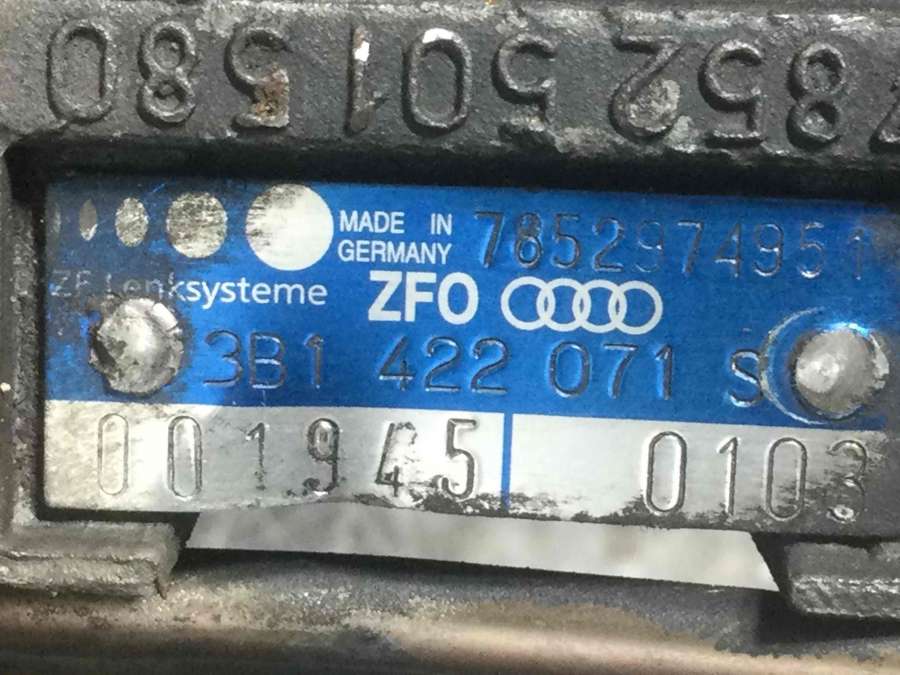 7852 501 580
MADE IN
GERMANY
7852974951
ZF Lenksysteme
ZFO
3B1 422 071 S
001945 0103